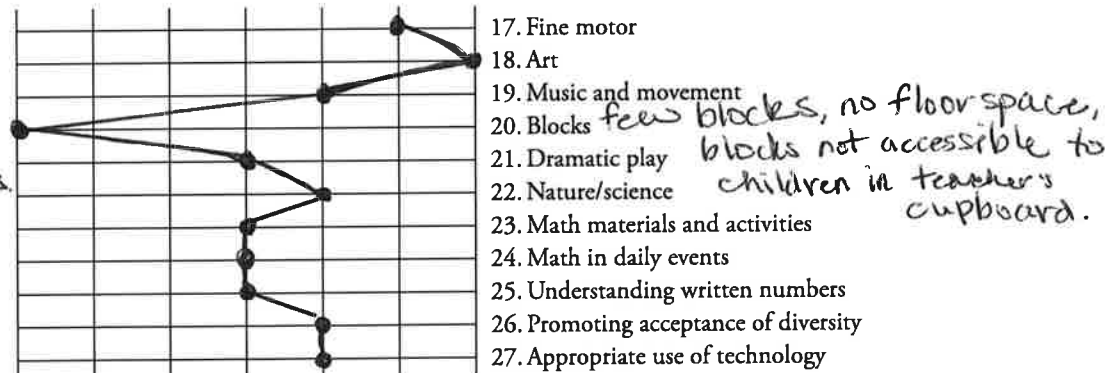 17. Fine motor
18. Art
19. Music and movement
20. Blocks few blocks, no floor space,
21. Dramatic play blocks not accessible to
22. Nature/science children in teacher's
cupboard.
23. Math materials and activities
24. Math in daily events
25. Understanding written numbers
26. Promoting acceptance of diversity
27. Appropriate use of technology